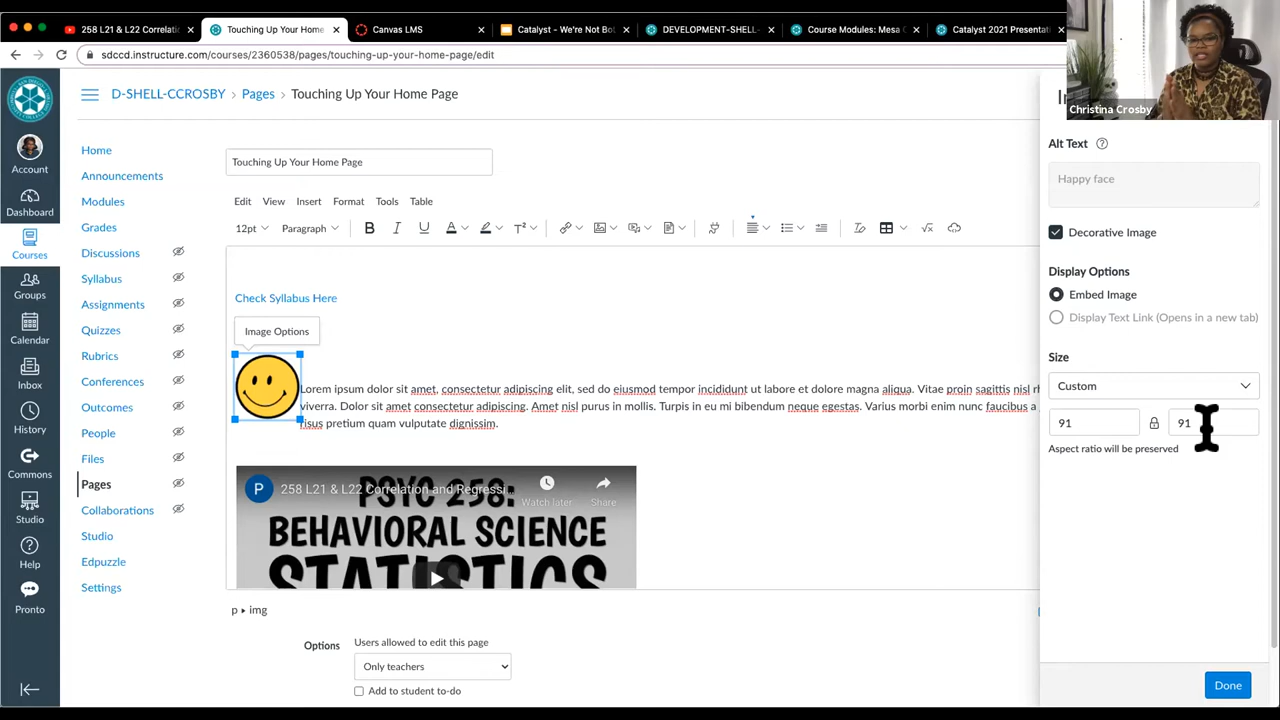 258 L21 & L22 Correlatio
Touching Up Your Home
Canvas LMS
Catalyst - We're Not Bo
DEVELOPMENT-SHELL-
Course Modules: Mesa C
Catalyst 2021 Presentati
sdccd.instructure.com/courses/2360538/pages/touching-up-your-home-page/edit
Christina Crosby
D-SHELL-CCROSBY > Pages > Touching Up Your Home Page
Account
Dashboard
Courses
Groups
Calendar
Inbox
History
Commons
Studio
Help
Pronto
Home
Announcements
Modules
Grades
Discussions
Syllabus
Assignments
Quizzes
Rubrics
Conferences
Outcomes
People
Files
Pages
Collaborations
Studio
Edpuzzle
Settings
Touching Up Your Home Page
Edit View Insert Format Tools Table
12pt Paragraph B I U A T²
Check Syllabus Here
Image Options
Lorem ipsum dolor sit amet, consectetur adipiscing elit, sed do eiusmod tempor incididunt ut labore et dolore magna aliqua. Vitae proin sagittis nisl rh
viverra. Dolor sit amet consectetur adipiscing. Amet nisl purus in mollis. Turpis in eu mi bibendum neque egestas. Varius morbi enim nunc faucibus a
risus pretium quam vulputate dignissim.
P 258 L21 & L22 Correlation and Regressi...
Watch later
Share
PSYC 258:
BEHAVIORAL SCIENCE
STATISTICS
p ▸ img
Options
Users allowed to edit this page
Only teachers
Add to student to-do
Alt Text
Happy face
Decorative Image
Display Options
Embed Image
Display Text Link (Opens in a new tab)
Size
Custom
91 91
Aspect ratio will be preserved
Done